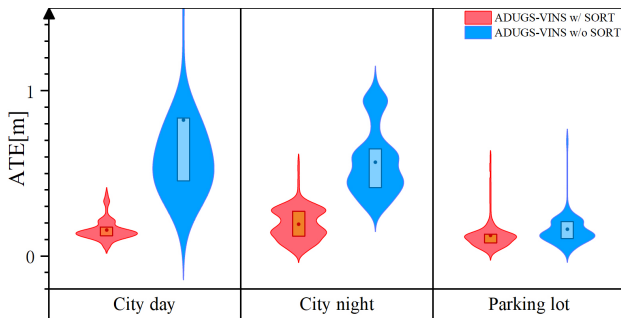 ADUGS-VINS w/ SORT
ADUGS-VINS w/o SORT
ATE[m]
1
0
City day
City night
Parking lot